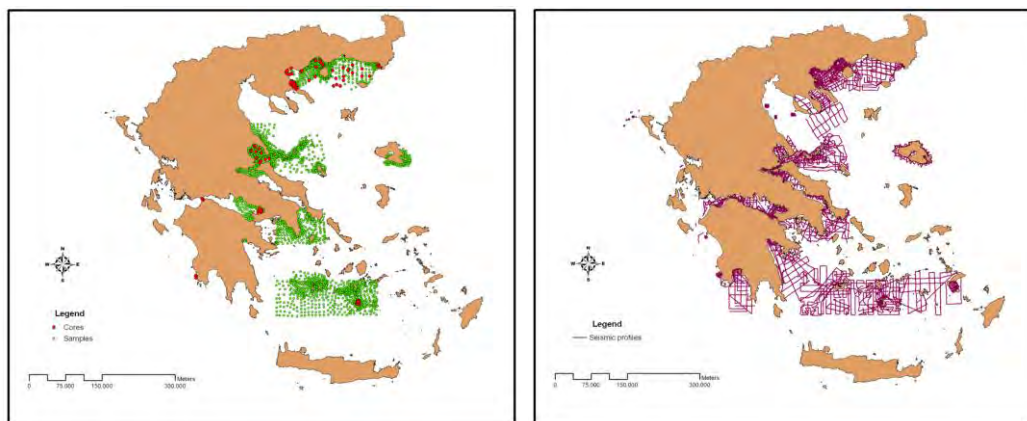 N
W E
S
Legend
Cores
Samples
0 75.000 150.000 300.000 Meters
N
W E
S
Legend
Seismic profiles
0 75.000 150.000 300.000 Meters